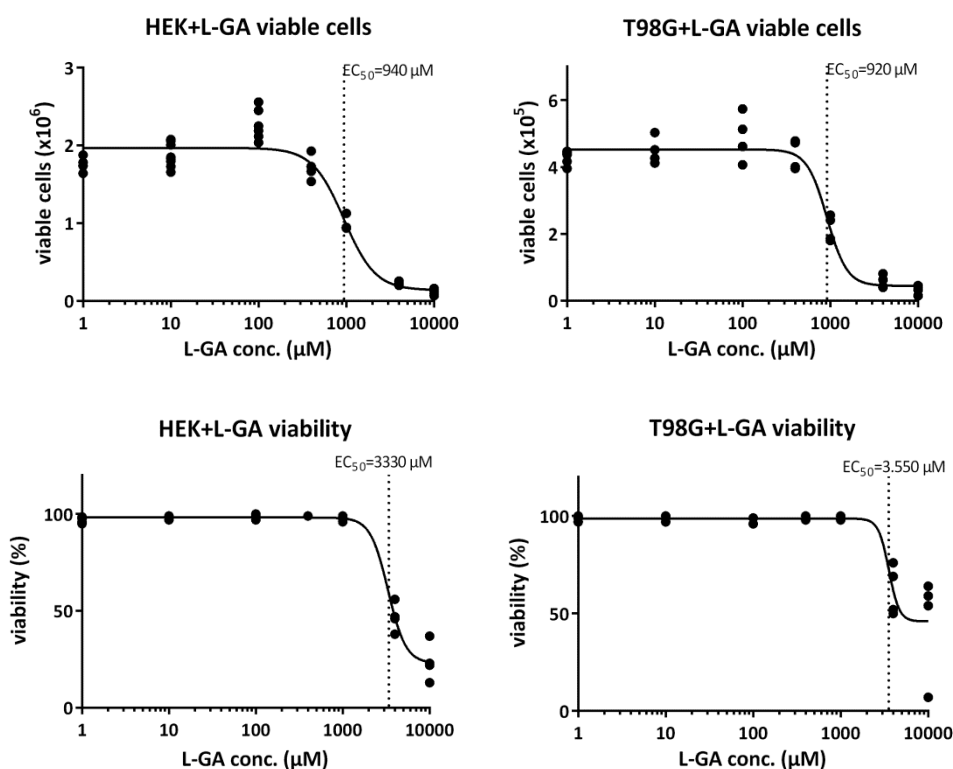 HEK+L-GA viable cells
EC50=940 µM
viable cells (x10^6)
3
2
1
0
1 10 100 1000 10000
L-GA conc. (µM)
T98G+L-GA viable cells
EC50=920 µM
viable cells (x10^5)
6
4
2
0
1 10 100 1000 10000
L-GA conc. (µM)
HEK+L-GA viability
EC50=3330 µM
viability (%)
100
50
0
1 10 100 1000 10000
L-GA conc. (µM)
T98G+L-GA viability
EC50=3.550 µM
viability (%)
100
50
0
1 10 100 1000 10000
L-GA conc. (µM)